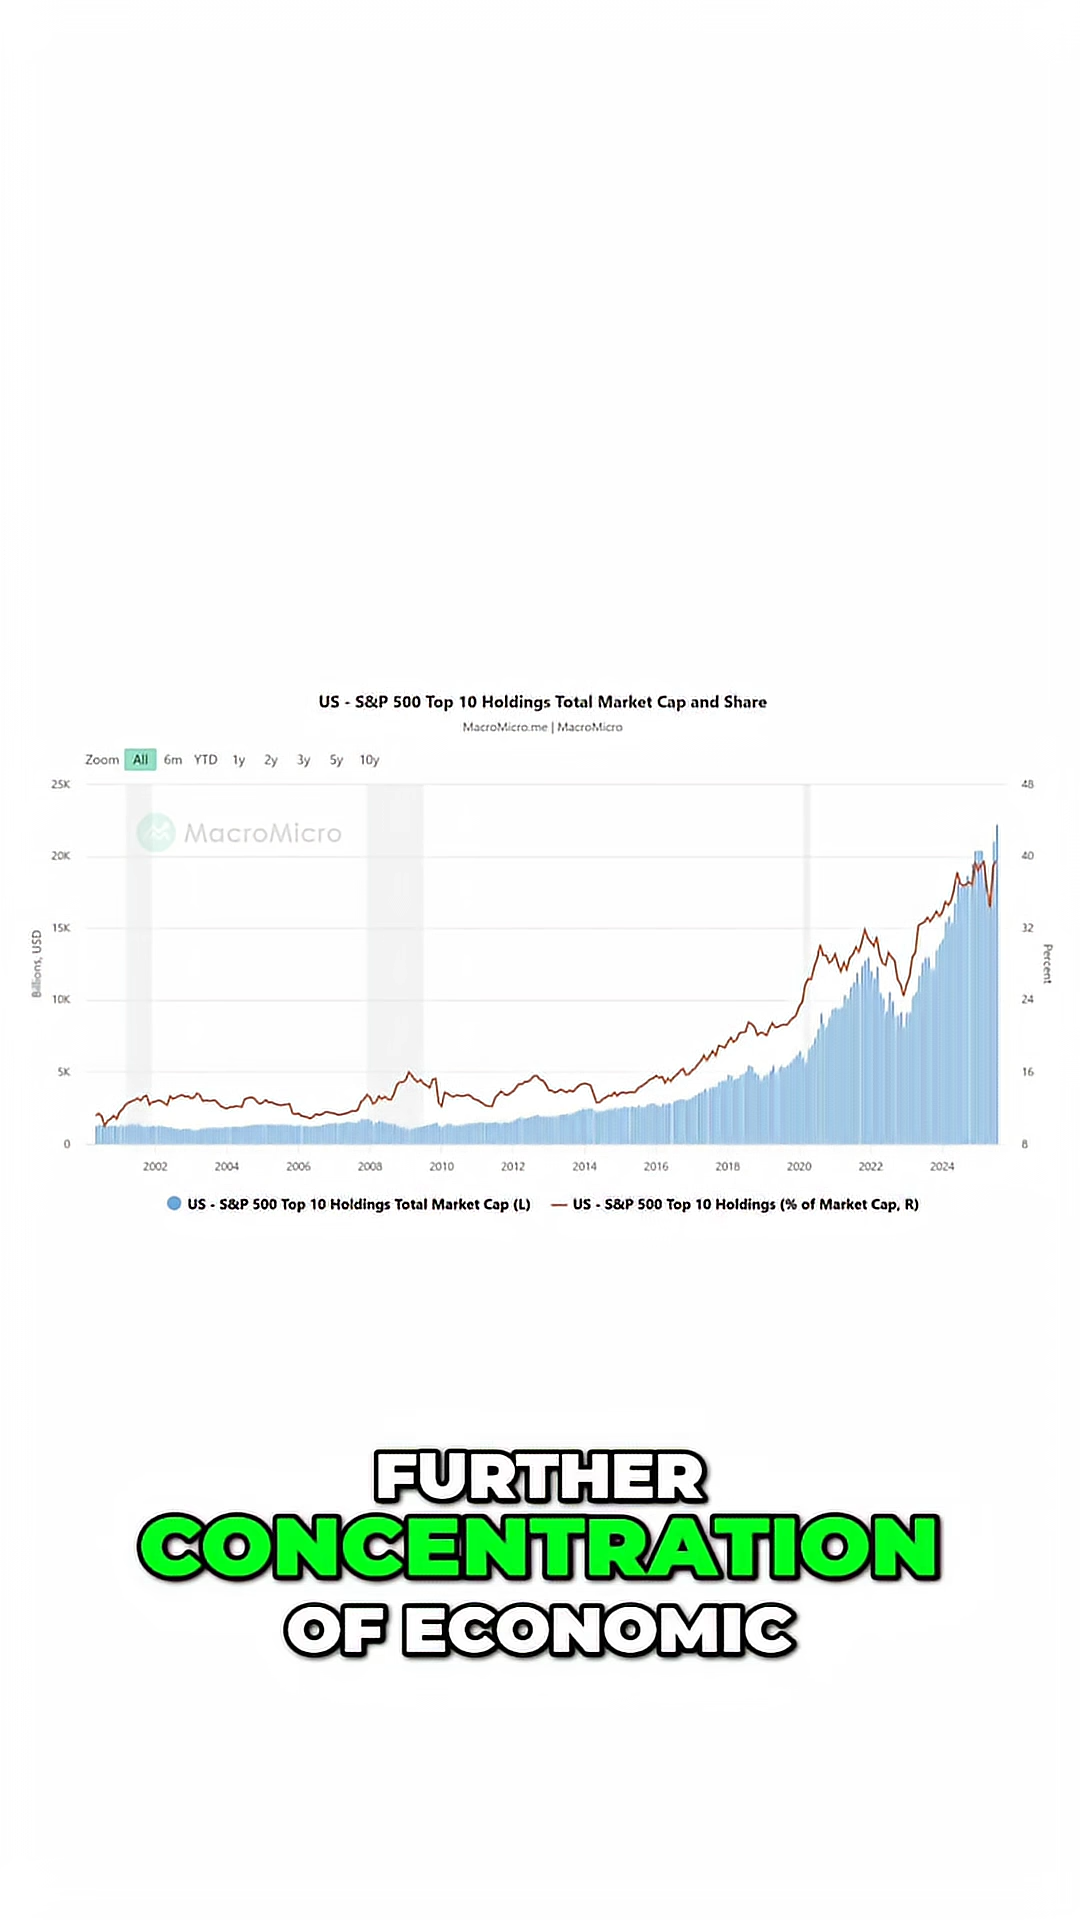 US - S&P 500 Top 10 Holdings Total Market Cap and Share
MacroMicro.me | MacroMicro
Zoom All 6m YTD 1y 2y 3y 5y 10y
25K 48
MacroMicro
20K 40
15K 32
Billions, USD
Percent
10K 24
5K 16
0 8
2002 2004 2006 2008 2010 2012 2014 2016 2018 2020 2022 2024
US - S&P 500 Top 10 Holdings Total Market Cap (L) US - S&P 500 Top 10 Holdings (% of Market Cap, R)
FURTHER
CONCENTRATION
OF ECONOMIC